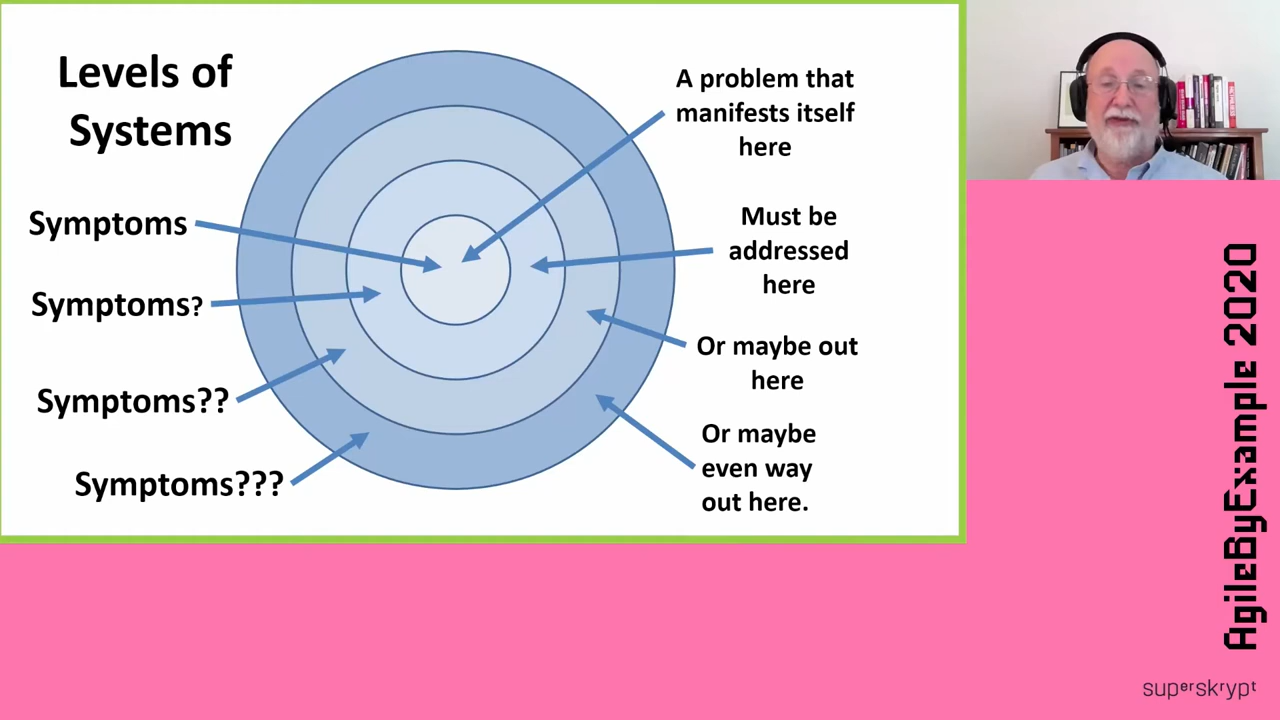 Levels of
Systems
Symptoms
Symptoms?
Symptoms??
Symptoms???
A problem that
manifests itself
here
Must be
addressed
here
Or maybe out
here
Or maybe
even way
out here.
AgileByExample 2020
superskrypt